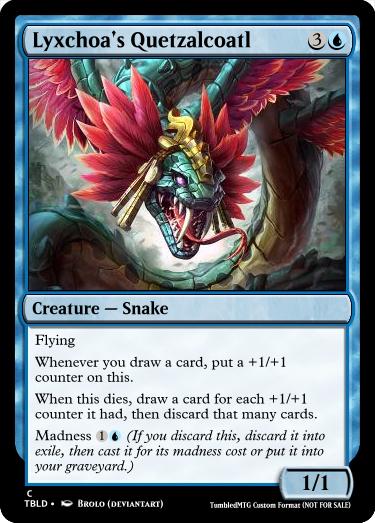 Lyxchoa's Quetzalcoatl 3
Creature — Snake
Flying
Whenever you draw a card, put a +1/+1
counter on this.
When this dies, draw a card for each +1/+1
counter it had, then discard that many cards.
Madness 1 (If you discard this, discard it into
exile, then cast it for its madness cost or put it into
your graveyard.)
1/1
C
TBLD • BROLO (DEVIANTART)
TumbledMTG Custom Format (NOT FOR SALE)